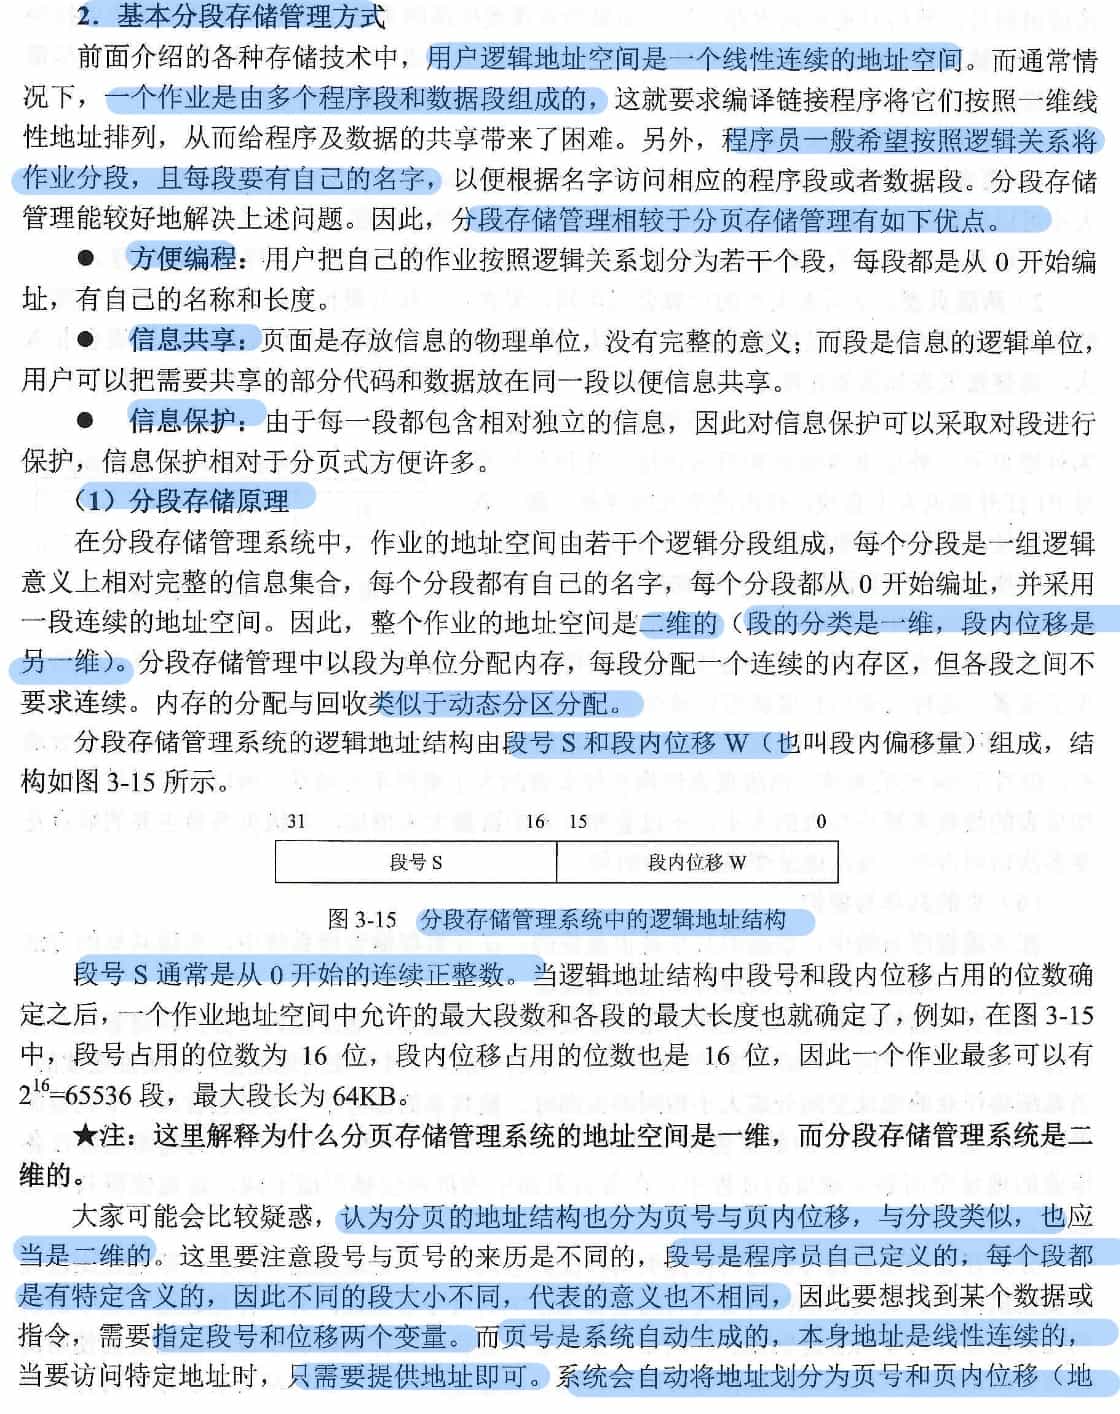 2．基本分段存储管理方式
前面介绍的各种存储技术中，用户逻辑地址空间是一个线性连续的地址空间。而通常情
况下，一个作业是由多个程序段和数据段组成的，这就要求编译链接程序将它们按照一维线
性地址排列，从而给程序及数据的共享带来了困难。另外，程序员一般希望按照逻辑关系将
作业分段，且每段要有自己的名字，以便根据名字访问相应的程序段或者数据段。分段存储
管理能较好地解决上述问题。因此，分段存储管理相较于分页存储管理有如下优点。
● 方便编程：用户把自己的作业按照逻辑关系划分为若干个段，每段都是从 0 开始编
址，有自己的名称和长度。
● 信息共享：页面是存放信息的物理单位，没有完整的意义；而段是信息的逻辑单位，
用户可以把需要共享的部分代码和数据放在同一段以便信息共享。
● 信息保护：由于每一段都包含相对独立的信息，因此对信息保护可以采取对段进行
保护，信息保护相对于分页式方便许多。
（1）分段存储原理
在分段存储管理系统中，作业的地址空间由若干个逻辑分段组成，每个分段是一组逻辑
意义上相对完整的信息集合，每个分段都有自己的名字，每个分段都从 0 开始编址，并采用
一段连续的地址空间。因此，整个作业的地址空间是二维的（段的分类是一维，段内位移是
另一维）。分段存储管理中以段为单位分配内存，每段分配一个连续的内存区，但各段之间不
要求连续。内存的分配与回收类似于动态分区分配。
分段存储管理系统的逻辑地址结构由段号 S 和段内位移 W（也叫段内偏移量）组成，结
构如图 3-15 所示。
31 16 15 0
段号 S 段内位移 W
图 3-15 分段存储管理系统中的逻辑地址结构
段号 S 通常是从 0 开始的连续正整数。当逻辑地址结构中段号和段内位移占用的位数确
定之后，一个作业地址空间中允许的最大段数和各段的最大长度也就确定了，例如，在图 3-15
中，段号占用的位数为 16 位，段内位移占用的位数也是 16 位，因此一个作业最多可以有
2¹⁶=65536 段，最大段长为 64KB。
★注：这里解释为什么分页存储管理系统的地址空间是一维，而分段存储管理系统是二
维的。
大家可能会比较疑惑，认为分页的地址结构也分为页号与页内位移，与分段类似，也应
当是二维的。这里要注意段号与页号的来历是不同的，段号是程序员自己定义的，每个段都
是有特定含义的，因此不同的段大小不同，代表的意义也不相同，因此要想找到某个数据或
指令，需要指定段号和位移两个变量。而页号是系统自动生成的，本身地址是线性连续的，
当要访问特定地址时，只需要提供地址即可。系统会自动将地址划分为页号和页内位移（地